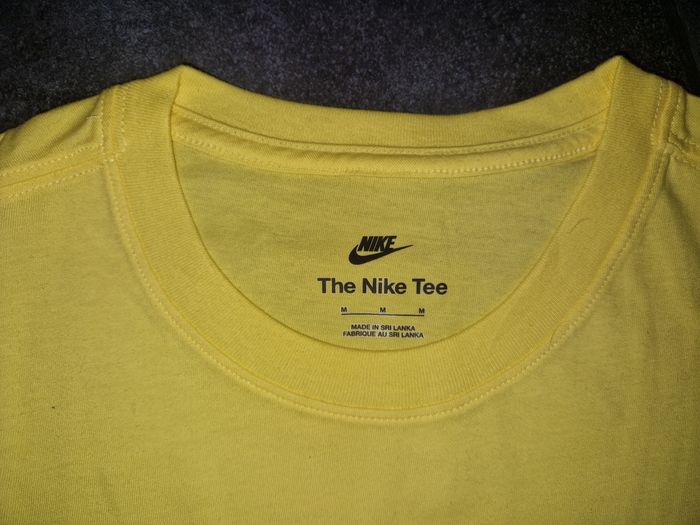 NIKE
The Nike Tee
M M M
MADE IN SRI LANKA
FABRIQUE AU SRI LANKA